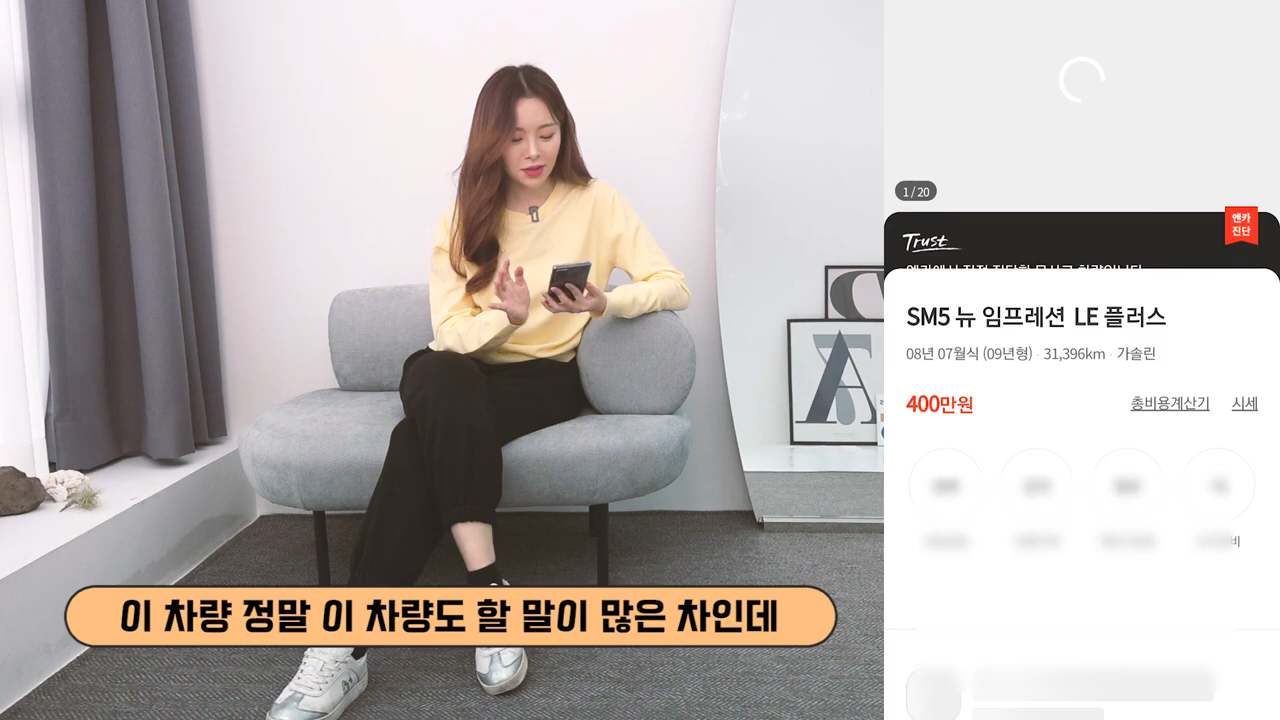 이 차량 정말 이 차량도 할 말이 많은 차인데
1 / 20
엔카
진단
Trust
SM5 뉴 임프레션 LE 플러스
08년 07월식 (09년형) · 31,396km · 가솔린
400만원
총비용계산기
시세
비